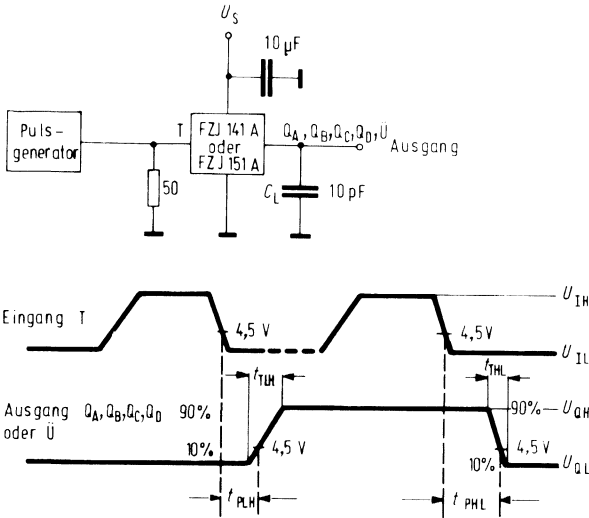 U_S
10 µF
Puls-
generator
T
FZJ 141 A
oder
FZJ 151 A
Q_A, Q_B, Q_C, Q_D, Ü
Ausgang
50
C_L
10 pF
Eingang T
4,5 V
4,5 V
U_IH
U_IL
t_TLH
t_THL
Ausgang Q_A, Q_B, Q_C, Q_D
oder Ü
90%
10%
4,5 V
90%
10%
4,5 V
U_QH
U_QL
t_PLH
t_PHL